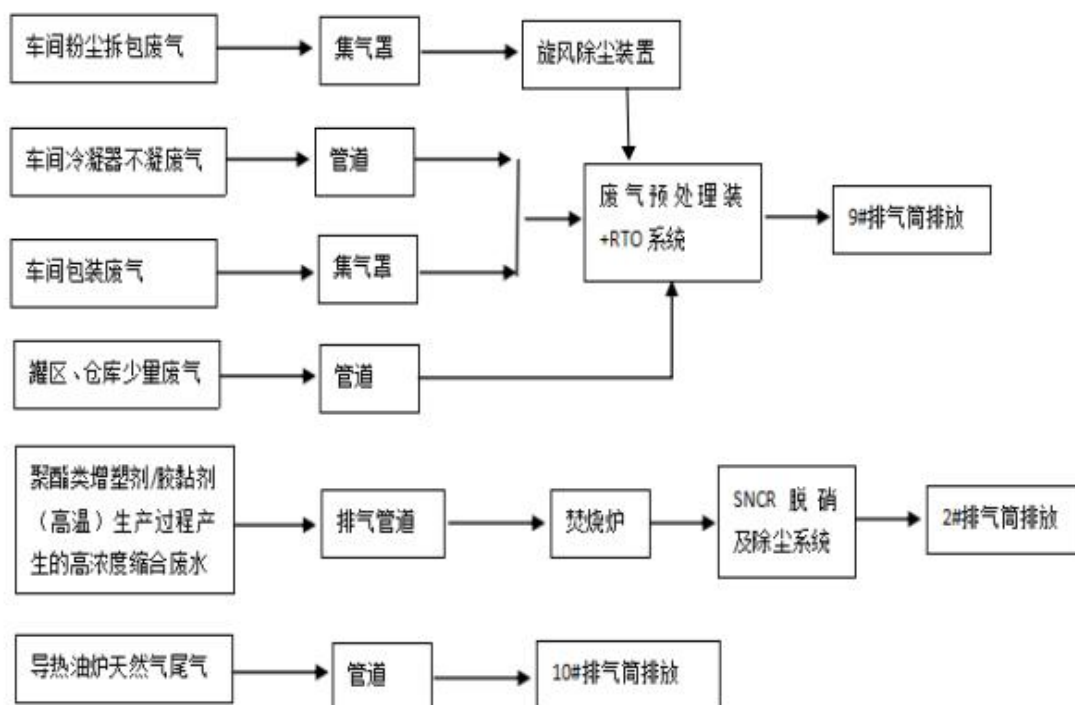 车间粉尘拆包废气
集气罩
旋风除尘装置
车间冷凝器不凝废气
管道
废气预处理装
+RTO 系统
9#排气筒排放
车间包装废气
集气罩
罐区、仓库少量废气
管道
聚酯类增塑剂/胶黏剂
（高温）生产过程产
生的高浓度缩合废水
排气管道
焚烧炉
SNCR 脱硝
及除尘系统
2#排气筒排放
导热油炉天然气尾气
管道
10#排气筒排放